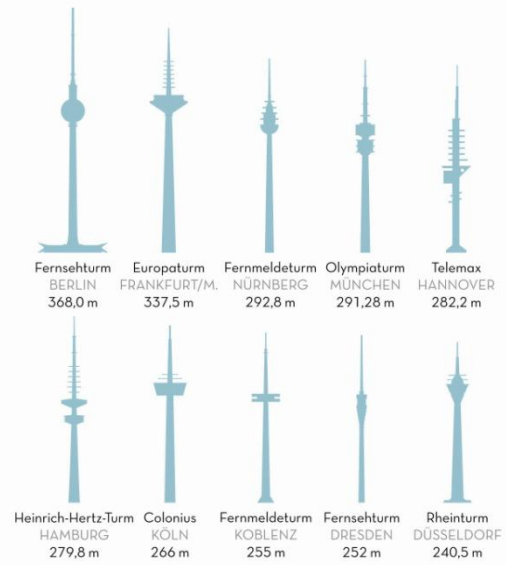 Fernsehturm
BERLIN
368,0 m
Europaturm
FRANKFURT/M.
337,5 m
Fernmeldeturm
NÜRNBERG
292,8 m
Olympiaturm
MÜNCHEN
291,28 m
Telemax
HANNOVER
282,2 m
Heinrich-Hertz-Turm
HAMBURG
279,8 m
Colonius
KÖLN
266 m
Fernmeldeturm
KOBLENZ
255 m
Fernsehturm
DRESDEN
252 m
Rheinturm
DÜSSELDORF
240,5 m